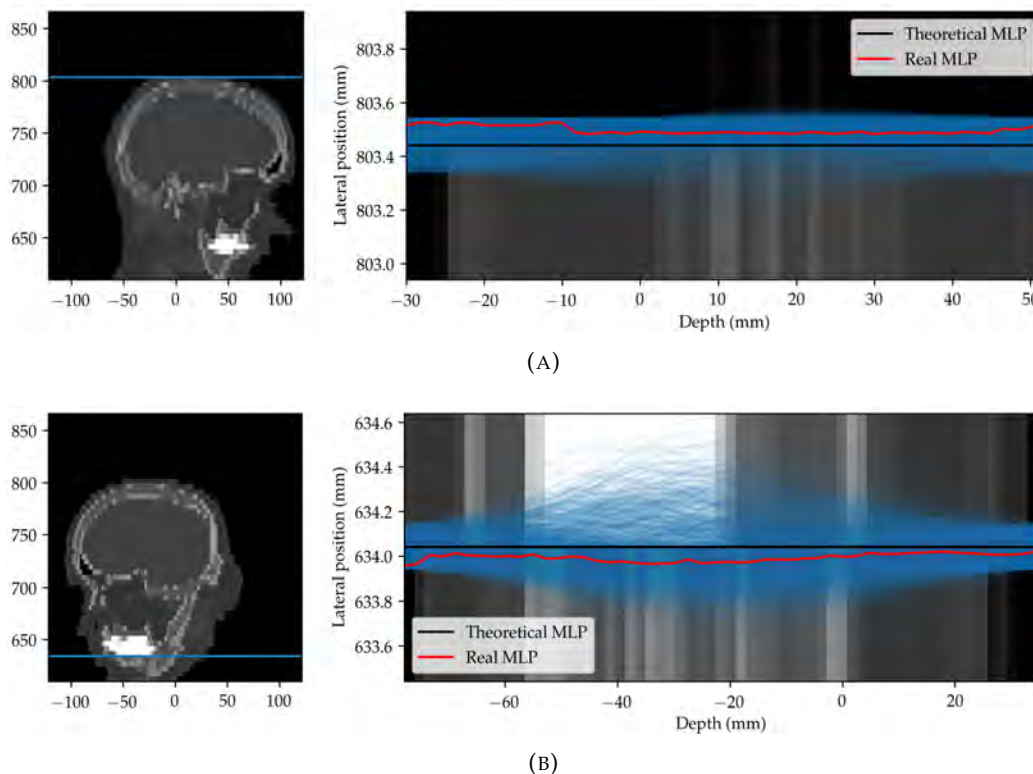 850
800
750
700
650
−100 −50 0 50 100
Lateral position (mm)
803.8
803.6
803.4
803.2
803.0
Theoretical MLP
Real MLP
−30 −20 −10 0 10 20 30 40 50
Depth (mm)
(A)
850
800
750
700
650
−100 −50 0 50 100
Lateral position (mm)
634.6
634.4
634.2
634.0
633.8
633.6
Theoretical MLP
Real MLP
−60 −40 −20 0 20
Depth (mm)
(B)